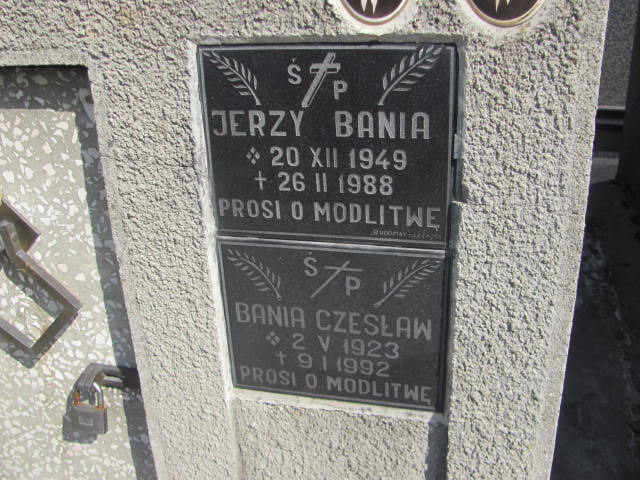 Ś P
JERZY BANIA
20 XII 1949
+ 26 II 1988
PROSI O MODLITWĘ
Ś P
BANIA CZESŁAW
2 V 1923
+ 9 I 1992
PROSI O MODLITWĘ